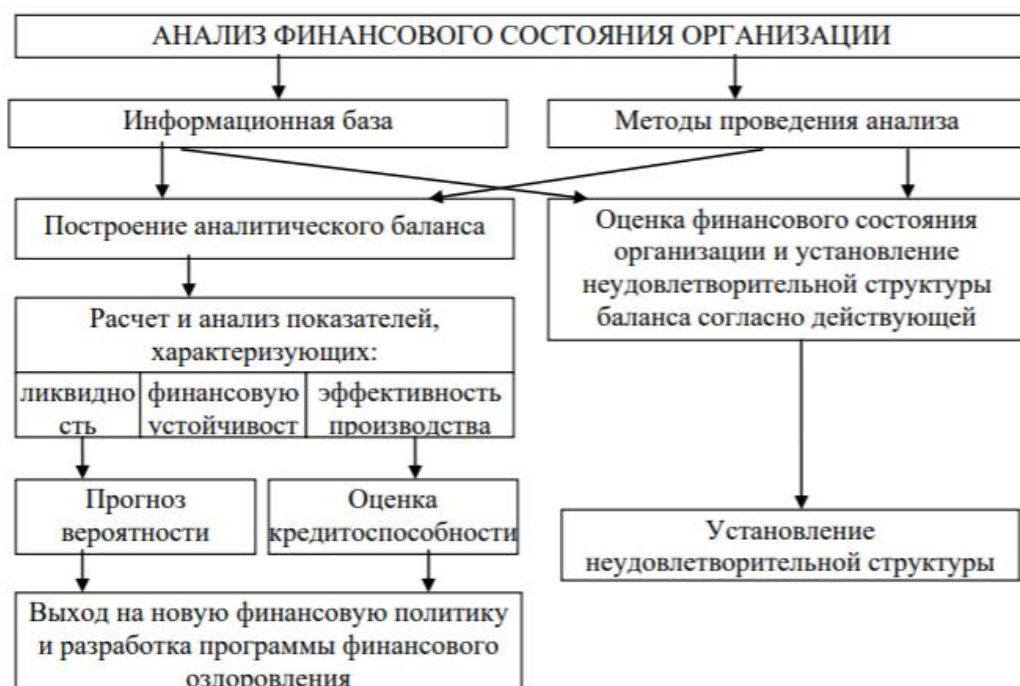 АНАЛИЗ ФИНАНСОВОГО СОСТОЯНИЯ ОРГАНИЗАЦИИ
Информационная база
Методы проведения анализа
Построение аналитического баланса
Оценка финансового состояния
организации и установление
неудовлетворительной структуры
баланса согласно действующей
Расчет и анализ показателей,
характеризующих:
ликвидно
сть
финансовую
устойчивост
эффективность
производства
Прогноз
вероятности
Оценка
кредитоспособности
Установление
неудовлетворительной структуры
Выход на новую финансовую политику
и разработка программы финансового
оздоровления